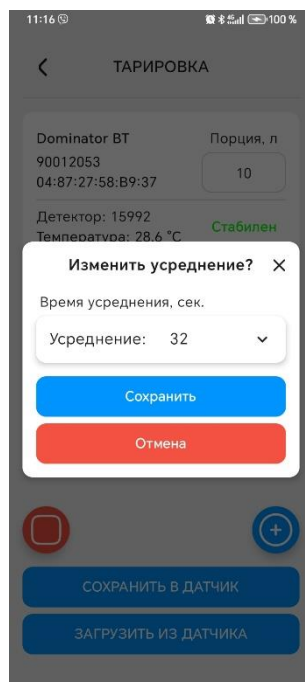 11:16
100 %
ТАРИРОВКА
Dominator BT
Порция, л
90012053
10
04:87:27:58:B9:37
Детектор: 15992
Стабилен
Температура: 28.6 °C
Изменить усреднение?
Время усреднения, сек.
Усреднение: 32
Сохранить
Отмена
СОХРАНИТЬ В ДАТЧИК
ЗАГРУЗИТЬ ИЗ ДАТЧИКА